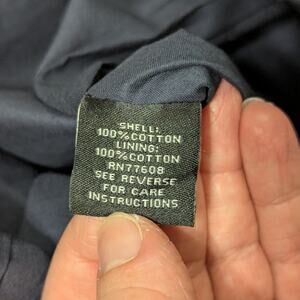 SHELL:
100%COTTON
LINING:
100%COTTON
RN77608
SEE REVERSE
FOR CARE
INSTRUCTIONS